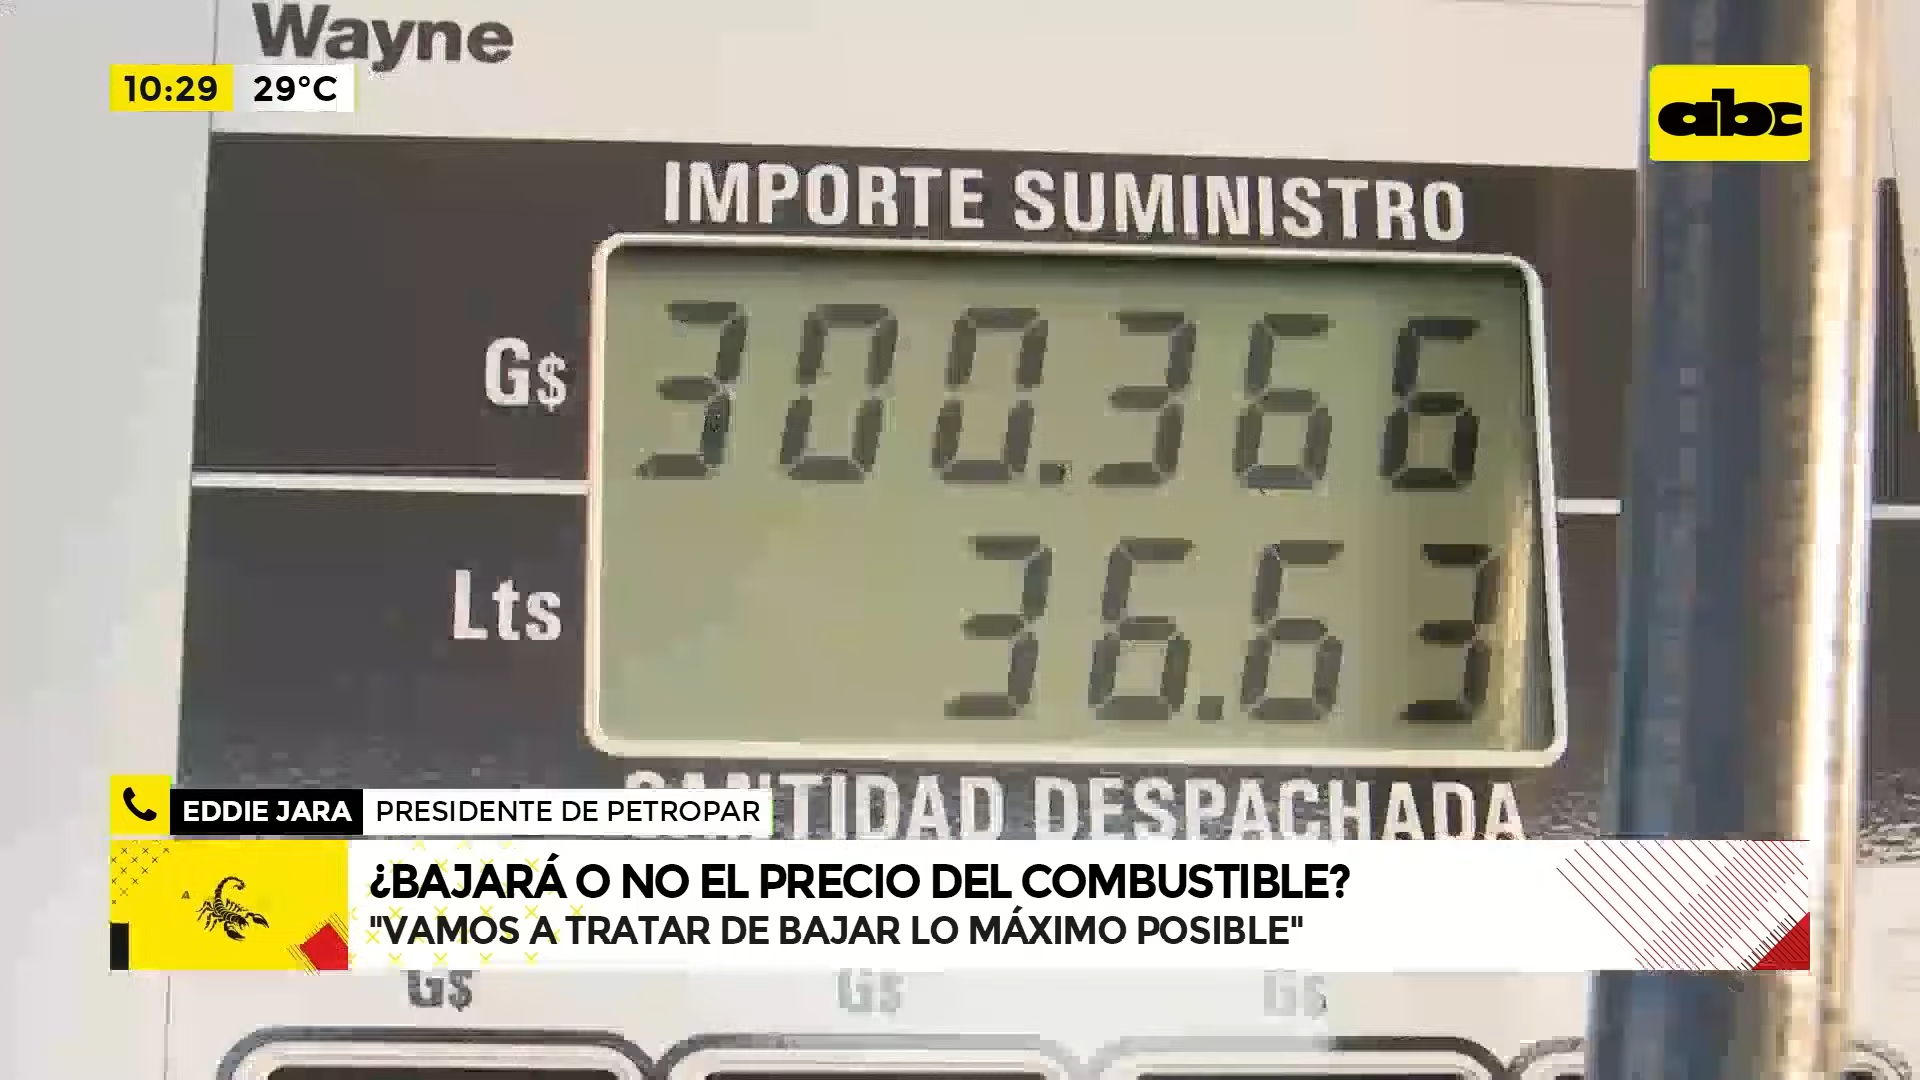 Wayne
10:29 29°C
abc
IMPORTE SUMINISTRO
G$ 300.366
Lts 36.63
CANTIDAD DESPACHADA
EDDIE JARA PRESIDENTE DE PETROPAR
¿BAJARÁ O NO EL PRECIO DEL COMBUSTIBLE?
"VAMOS A TRATAR DE BAJAR LO MÁXIMO POSIBLE"
G$ G$ G$